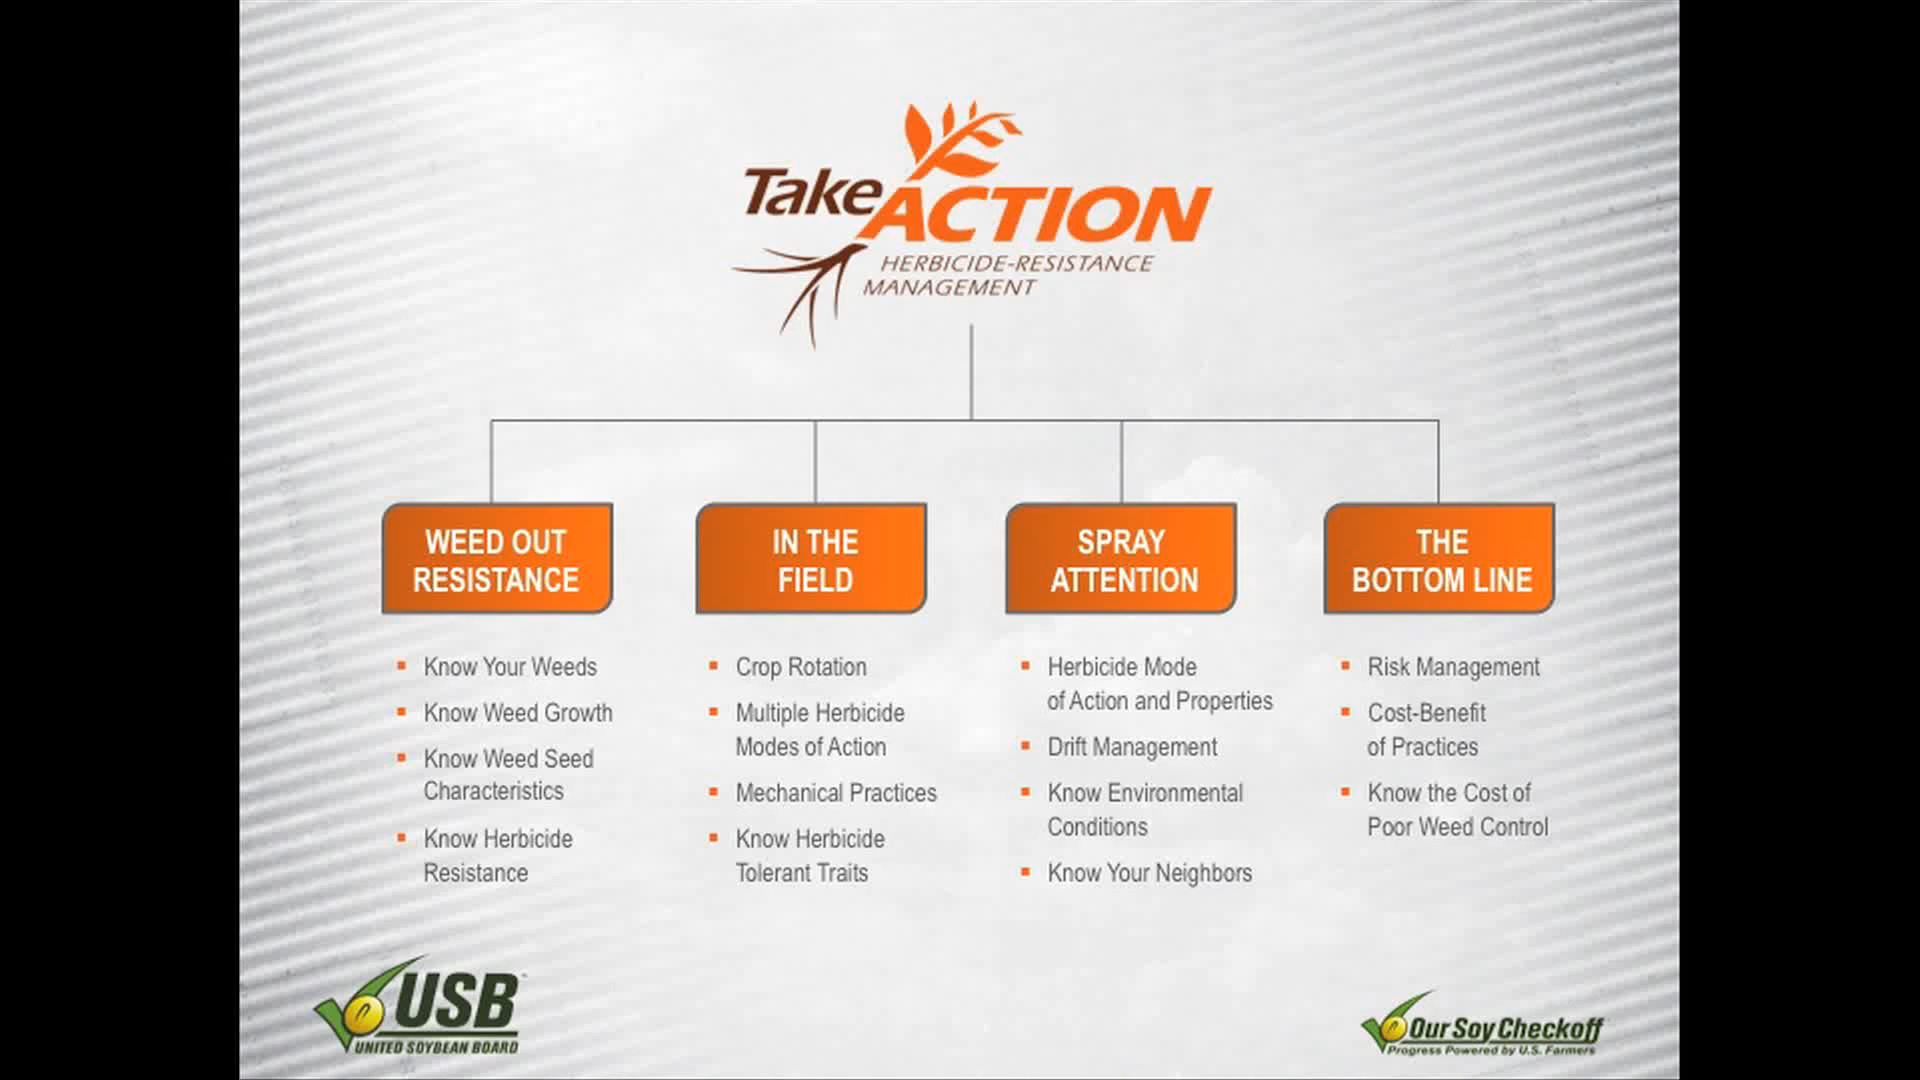 Take ACTION
HERBICIDE-RESISTANCE
MANAGEMENT
WEED OUT
RESISTANCE
Know Your Weeds
Know Weed Growth
Know Weed Seed
Characteristics
Know Herbicide
Resistance
IN THE
FIELD
Crop Rotation
Multiple Herbicide
Modes of Action
Mechanical Practices
Know Herbicide
Tolerant Traits
SPRAY
ATTENTION
Herbicide Mode
of Action and Properties
Drift Management
Know Environmental
Conditions
Know Your Neighbors
THE
BOTTOM LINE
Risk Management
Cost-Benefit
of Practices
Know the Cost of
Poor Weed Control
USB
UNITED SOYBEAN BOARD
Our Soy Checkoff
Progress Powered by U.S. Farmers